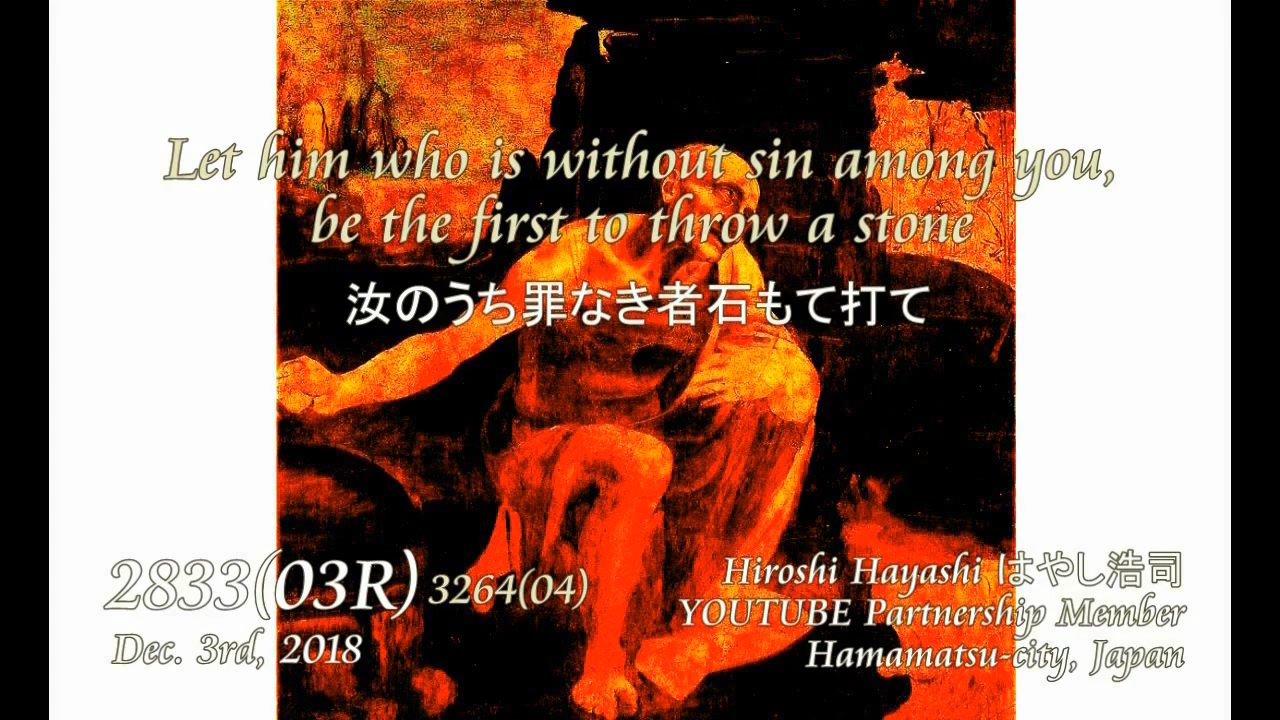 Let him who is without sin among you,
be the first to throw a stone
汝のうち罪なき者石もて打て
2833(03R) 3264(04)
Dec. 3rd, 2018
Hiroshi Hayashi はやし浩司
YOUTUBE Partnership Member
Hamamatsu-city, Japan